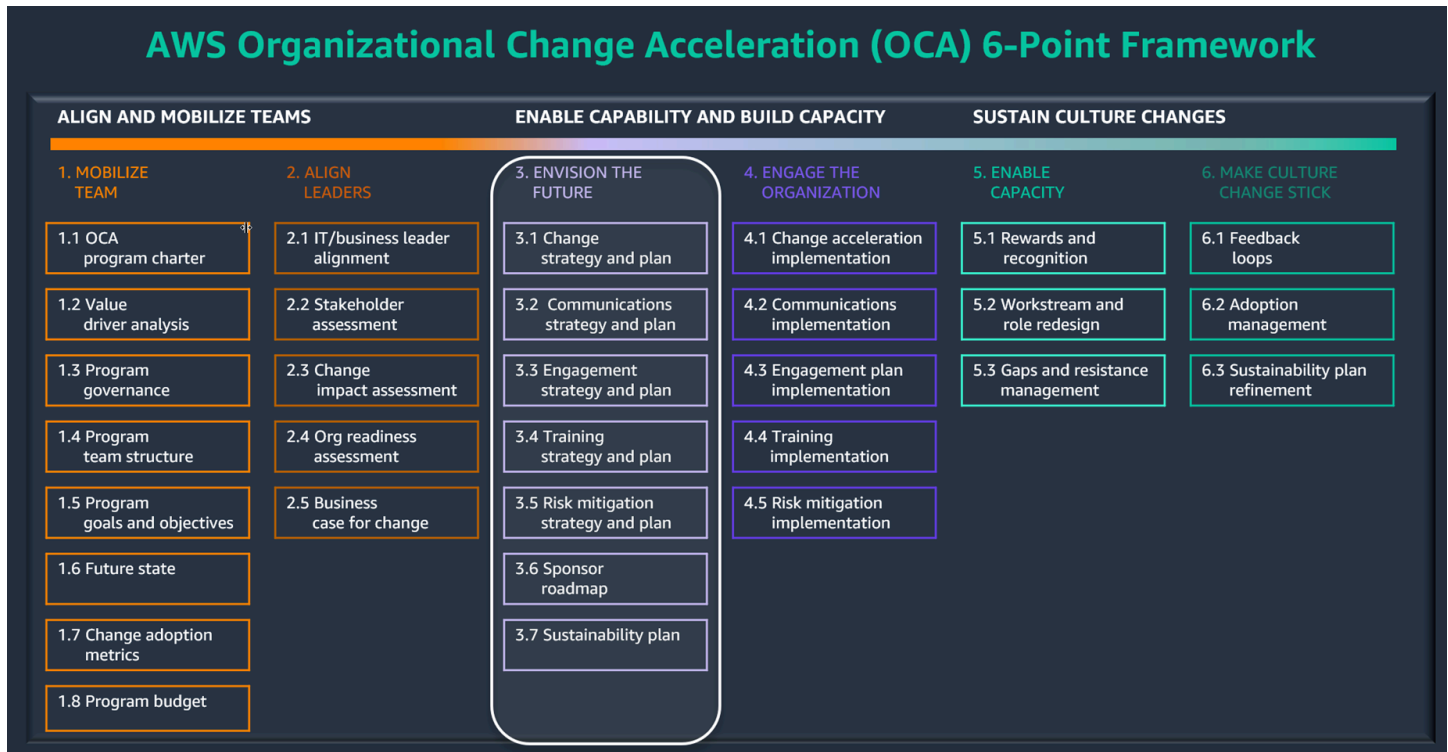 AWS Organizational Change Acceleration (OCA) 6-Point Framework
ALIGN AND MOBILIZE TEAMS
ENABLE CAPABILITY AND BUILD CAPACITY
SUSTAIN CULTURE CHANGES
1. MOBILIZE
TEAM
1.1 OCA
program charter
1.2 Value
driver analysis
1.3 Program
governance
1.4 Program
team structure
1.5 Program
goals and objectives
1.6 Future state
1.7 Change adoption
metrics
1.8 Program budget
2. ALIGN
LEADERS
2.1 IT/business leader
alignment
2.2 Stakeholder
assessment
2.3 Change
impact assessment
2.4 Org readiness
assessment
2.5 Business
case for change
3. ENVISION THE
FUTURE
3.1 Change
strategy and plan
3.2 Communications
strategy and plan
3.3 Engagement
strategy and plan
3.4 Training
strategy and plan
3.5 Risk mitigation
strategy and plan
3.6 Sponsor
roadmap
3.7 Sustainability plan
4. ENGAGE THE
ORGANIZATION
4.1 Change acceleration
implementation
4.2 Communications
implementation
4.3 Engagement plan
implementation
4.4 Training
implementation
4.5 Risk mitigation
implementation
5. ENABLE
CAPACITY
5.1 Rewards and
recognition
5.2 Workstream and
role redesign
5.3 Gaps and resistance
management
6. MAKE CULTURE
CHANGE STICK
6.1 Feedback
loops
6.2 Adoption
management
6.3 Sustainability plan
refinement